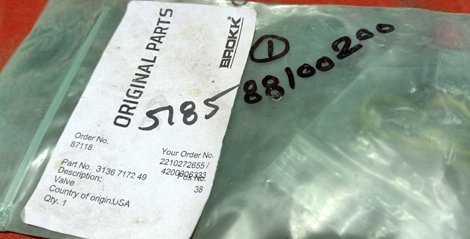 ORIGINAL PARTS
BROKK
1
5185
88100200
Order No.
87118
Your Order No.
2210272655 /
4200906333
Part No. 3136 7172 49
Pos No.
38
Description:
Valve
Country of origin:USA
Qty. 1